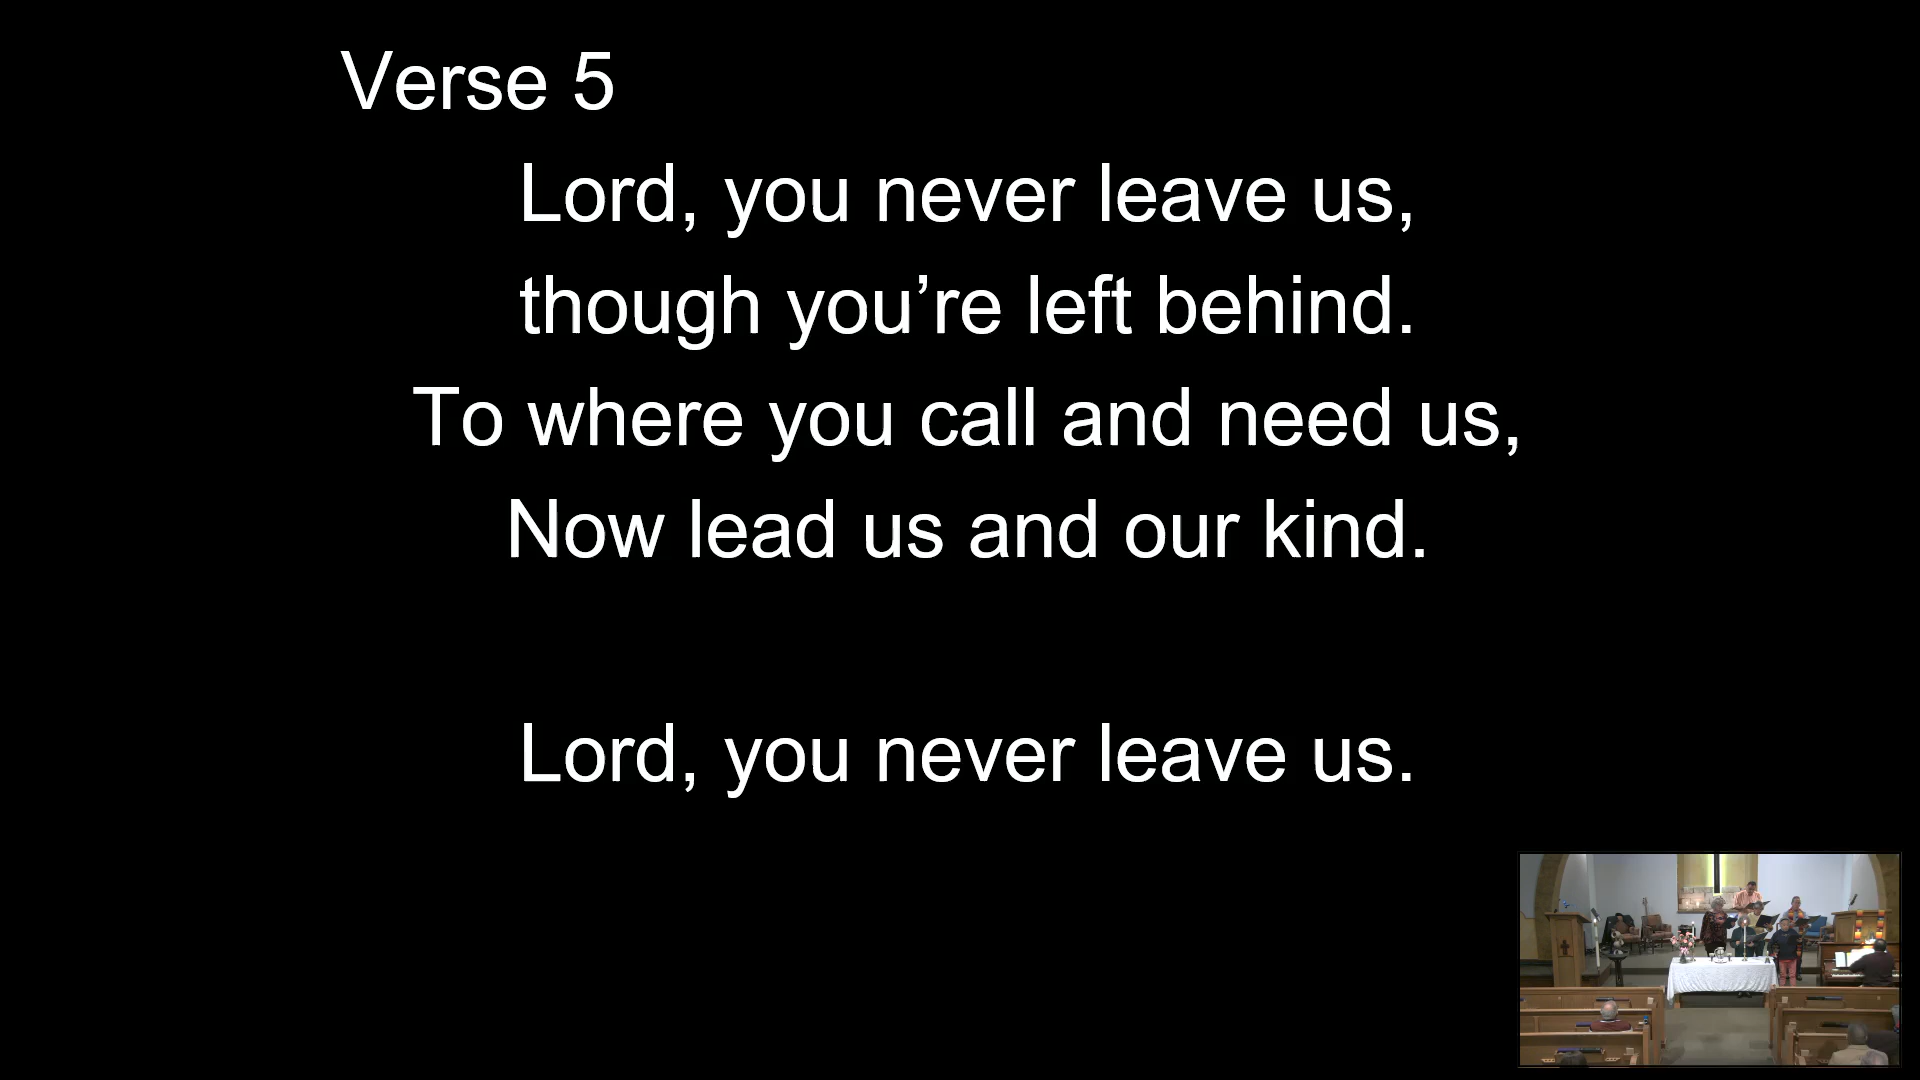 Verse 5
Lord, you never leave us,
though you’re left behind.
To where you call and need us,
Now lead us and our kind.
Lord, you never leave us.